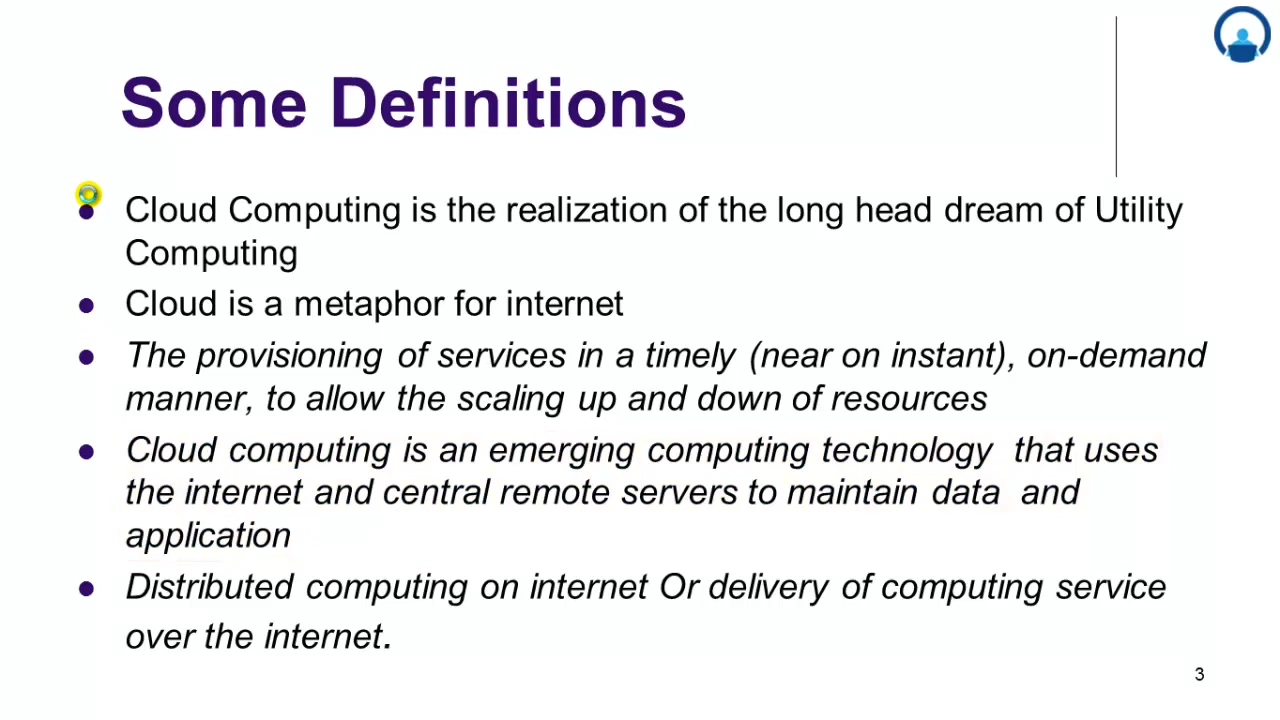 Some Definitions
Cloud Computing is the realization of the long head dream of Utility
Computing
Cloud is a metaphor for internet
The provisioning of services in a timely (near on instant), on-demand
manner, to allow the scaling up and down of resources
Cloud computing is an emerging computing technology that uses
the internet and central remote servers to maintain data and
application
Distributed computing on internet Or delivery of computing service
over the internet.
3